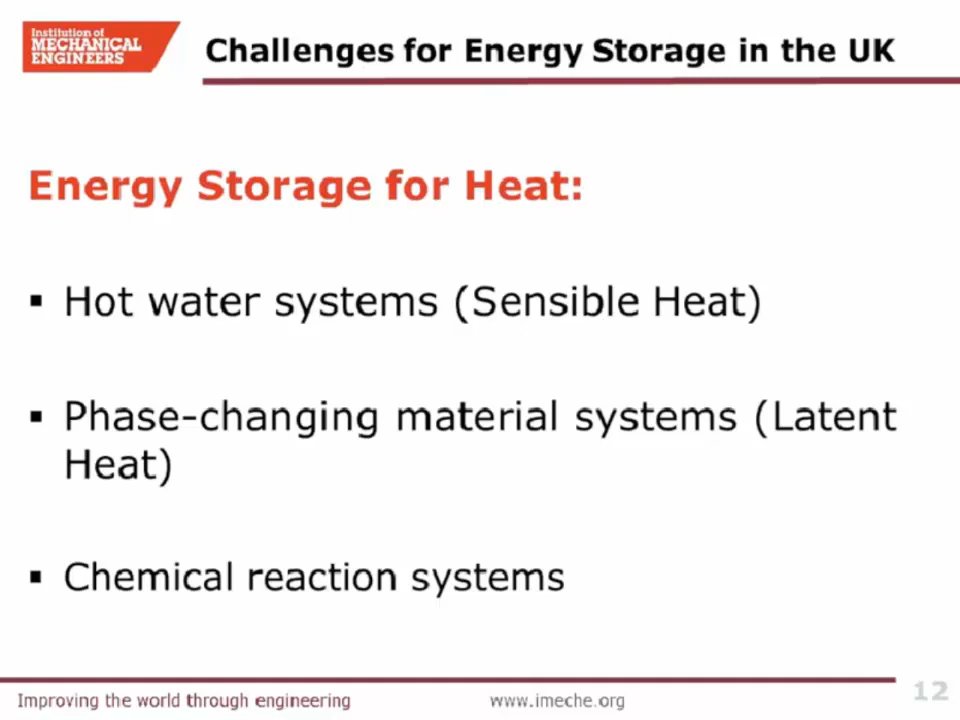 Institution of
MECHANICAL
ENGINEERS
Challenges for Energy Storage in the UK
Energy Storage for Heat:
▪ Hot water systems (Sensible Heat)
▪ Phase-changing material systems (Latent
Heat)
▪ Chemical reaction systems
Improving the world through engineering
www.imeche.org
12